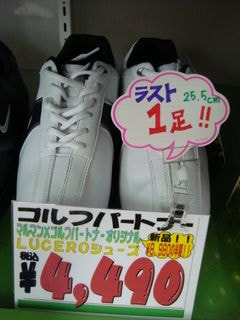 ラスト 25.5cm
1足!!
ゴルフパートナー
マルマン×ゴルフパートナーオリジナル
LUCEROシューズ
新品!!
税込
¥4,490